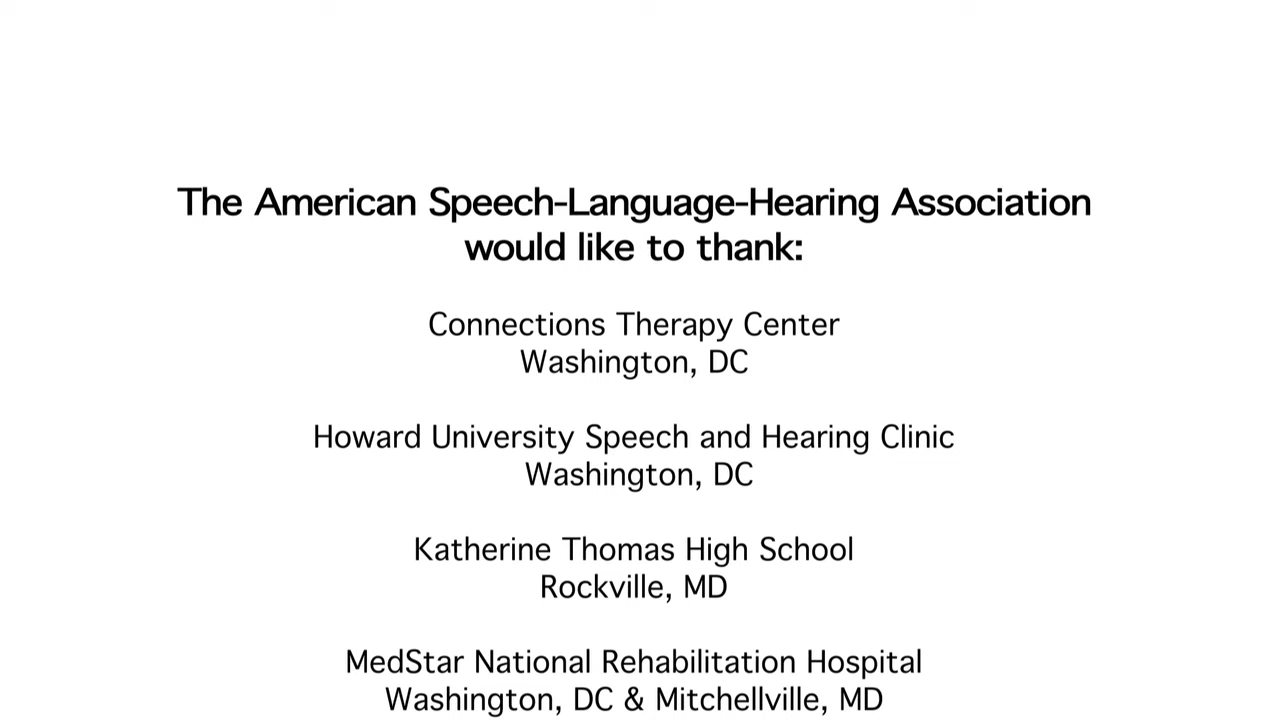 The American Speech-Language-Hearing Association
would like to thank:
Connections Therapy Center
Washington, DC
Howard University Speech and Hearing Clinic
Washington, DC
Katherine Thomas High School
Rockville, MD
MedStar National Rehabilitation Hospital
Washington, DC & Mitchellville, MD